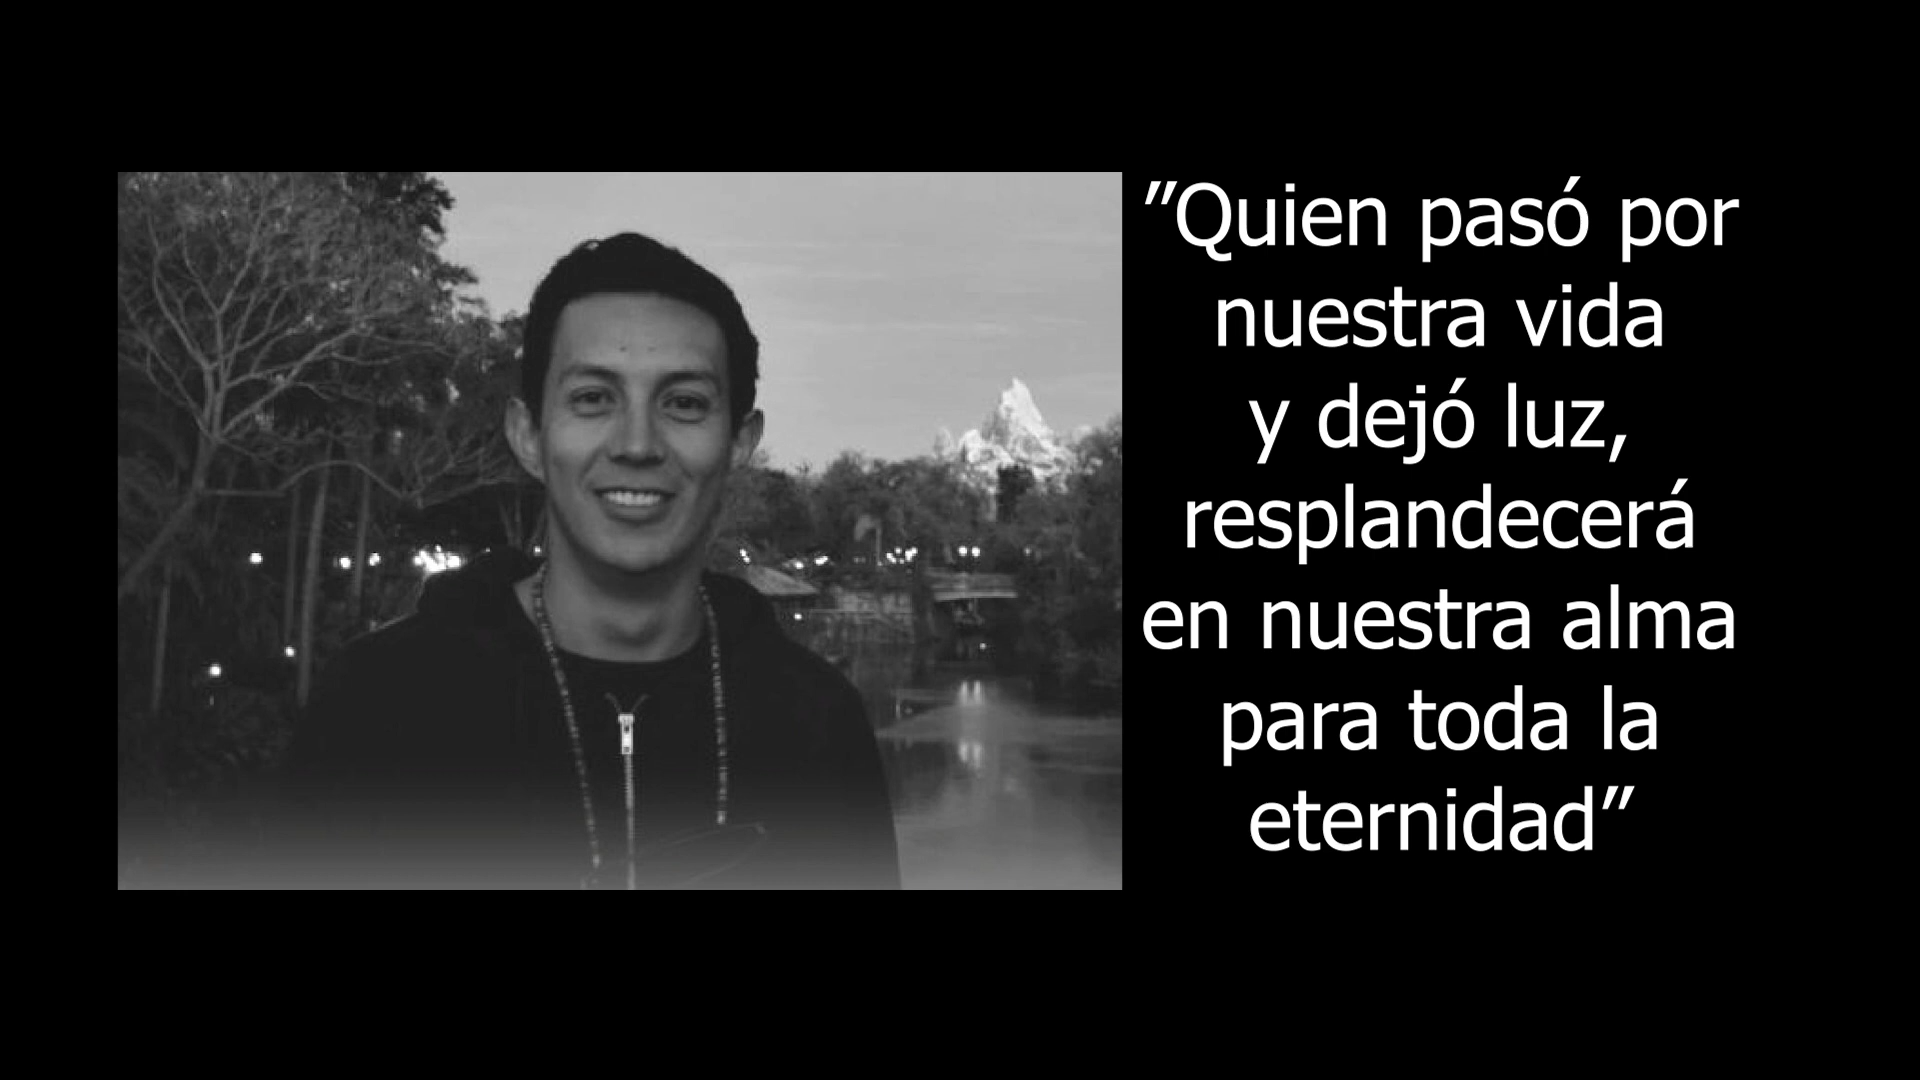 ”Quien pasó por
nuestra vida
y dejó luz,
resplandecerá
en nuestra alma
para toda la
eternidad”